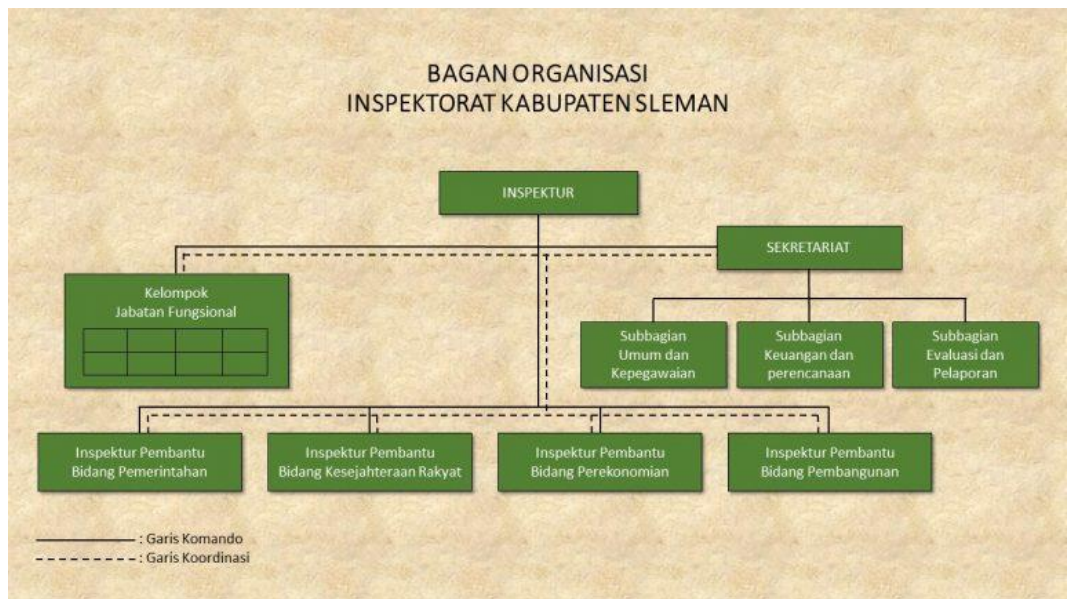 BAGAN ORGANISASI
INSPEKTORAT KABUPATEN SLEMAN
INSPEKTUR
SEKRETARIAT
Kelompok
Jabatan Fungsional
Subbagian
Umum dan
Kepegawaian
Subbagian
Keuangan dan
perencanaan
Subbagian
Evaluasi dan
Pelaporan
Inspektur Pembantu
Bidang Pemerintahan
Inspektur Pembantu
Bidang Kesejahteraan Rakyat
Inspektur Pembantu
Bidang Perekonomian
Inspektur Pembantu
Bidang Pembangunan
: Garis Komando
: Garis Koordinasi